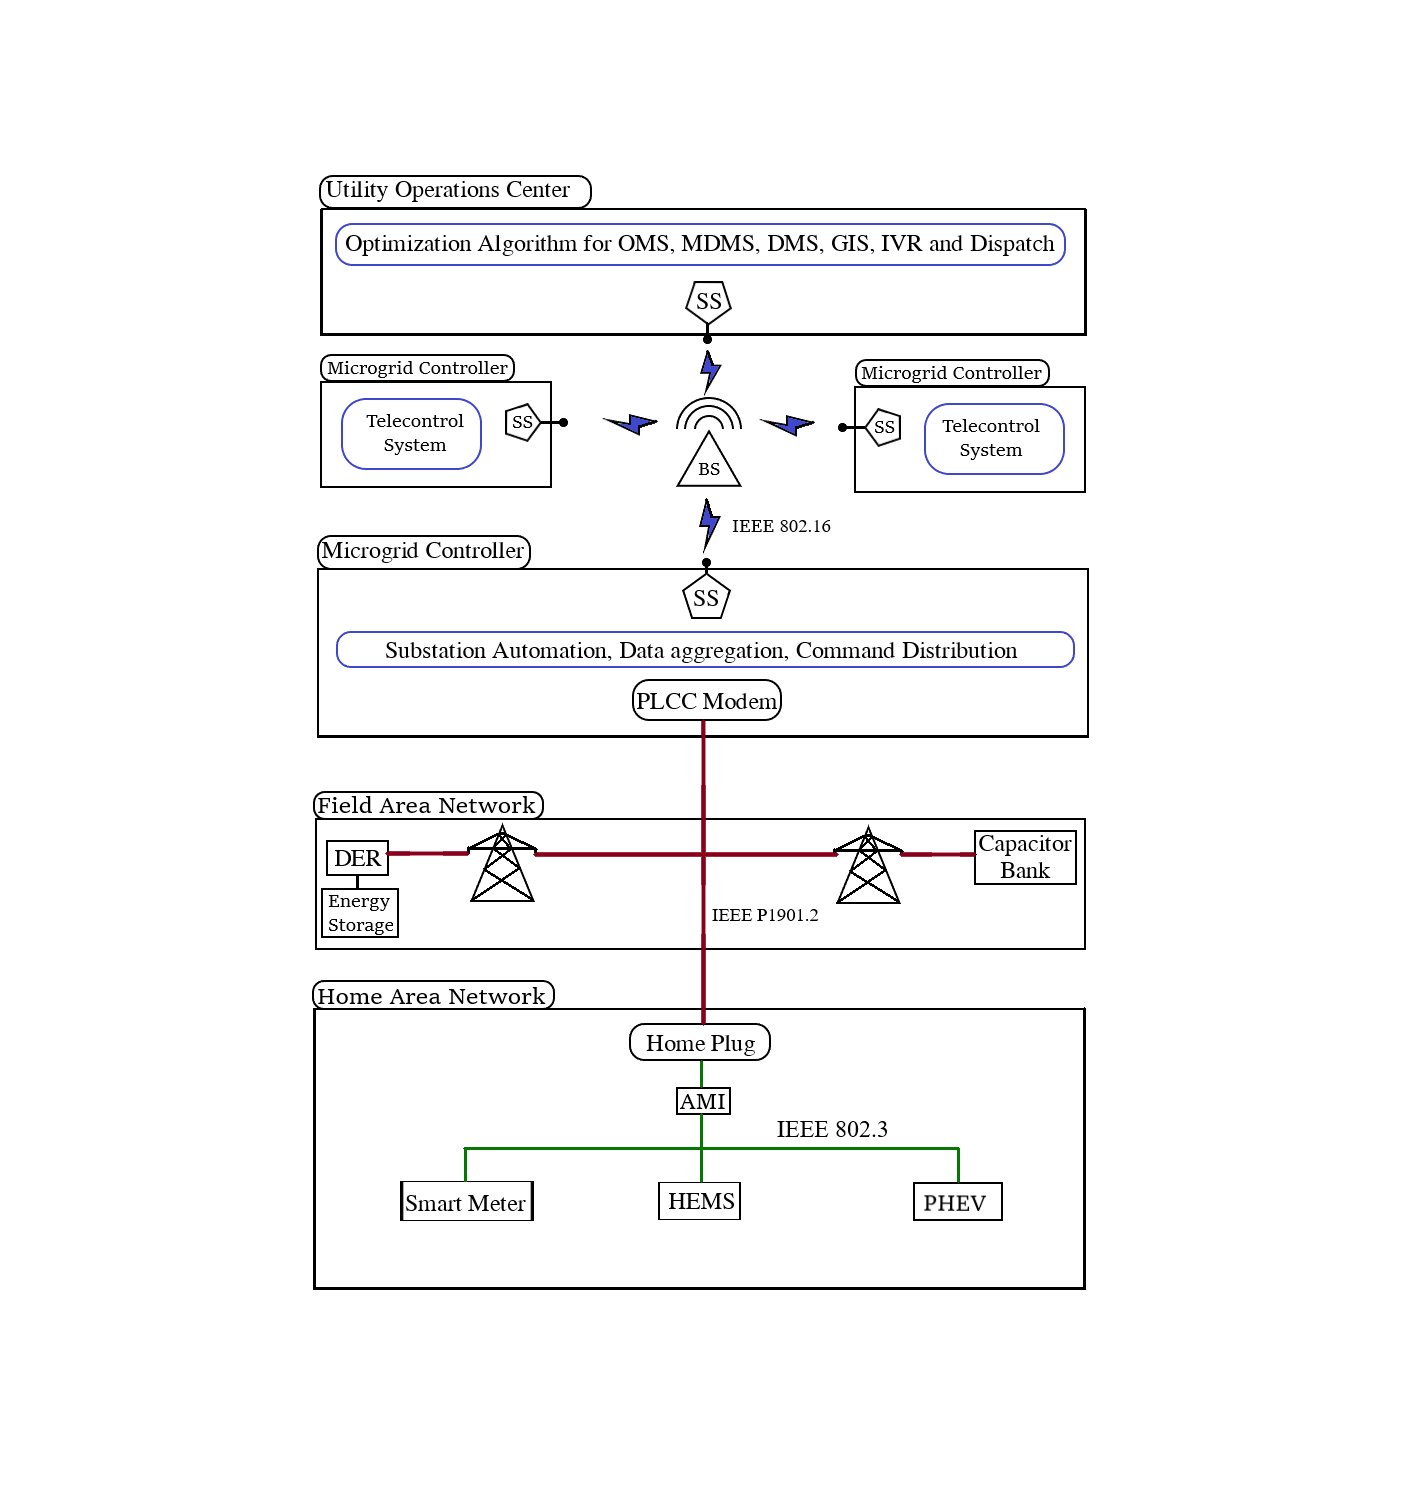 Utility Operations Center
Optimization Algorithm for OMS, MDMS, DMS, GIS, IVR and Dispatch
SS
Microgrid Controller
Telecontrol
System
SS
BS
Microgrid Controller
SS
Telecontrol
System
IEEE 802.16
Microgrid Controller
SS
Substation Automation, Data aggregation, Command Distribution
PLCC Modem
Field Area Network
DER
Energy
Storage
Capacitor
Bank
IEEE P1901.2
Home Area Network
Home Plug
AMI
IEEE 802.3
Smart Meter
HEMS
PHEV